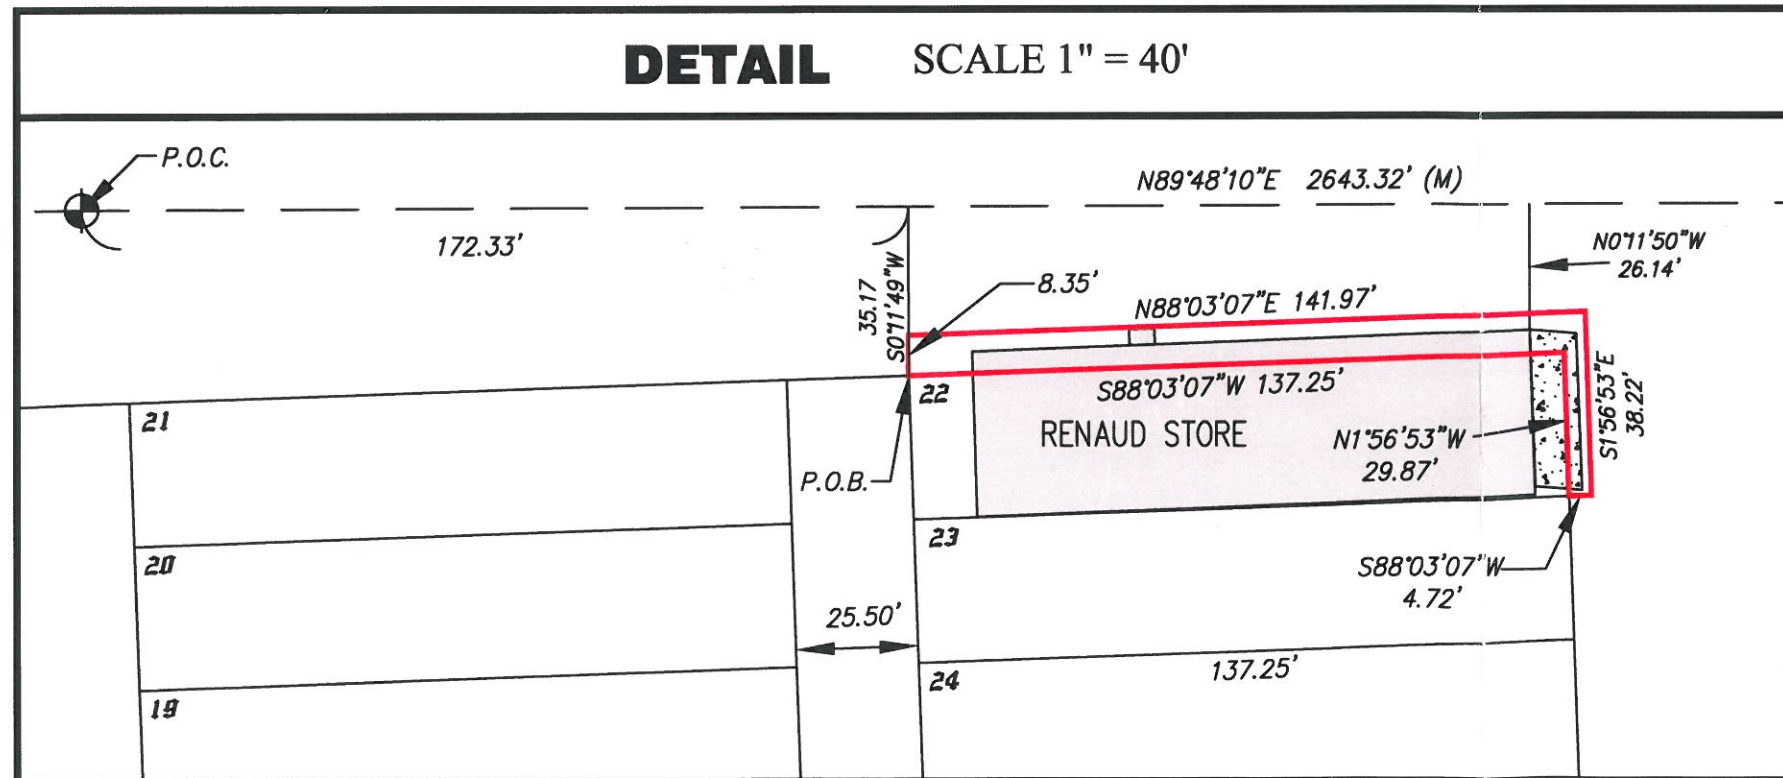 DETAIL SCALE 1" = 40'
P.O.C.
N89°48'10"E 2643.32' (M)
172.33'
N0°11'50"W
26.14'
35.17
S0°11'49"W
8.35'
N88°03'07"E 141.97'
S1°56'53"E
38.22'
22
S88°03'07"W 137.25'
21
RENAUD STORE
N1°56'53"W
29.87'
P.O.B.
23
20
S88°03'07"W
4.72'
25.50'
137.25'
24
19